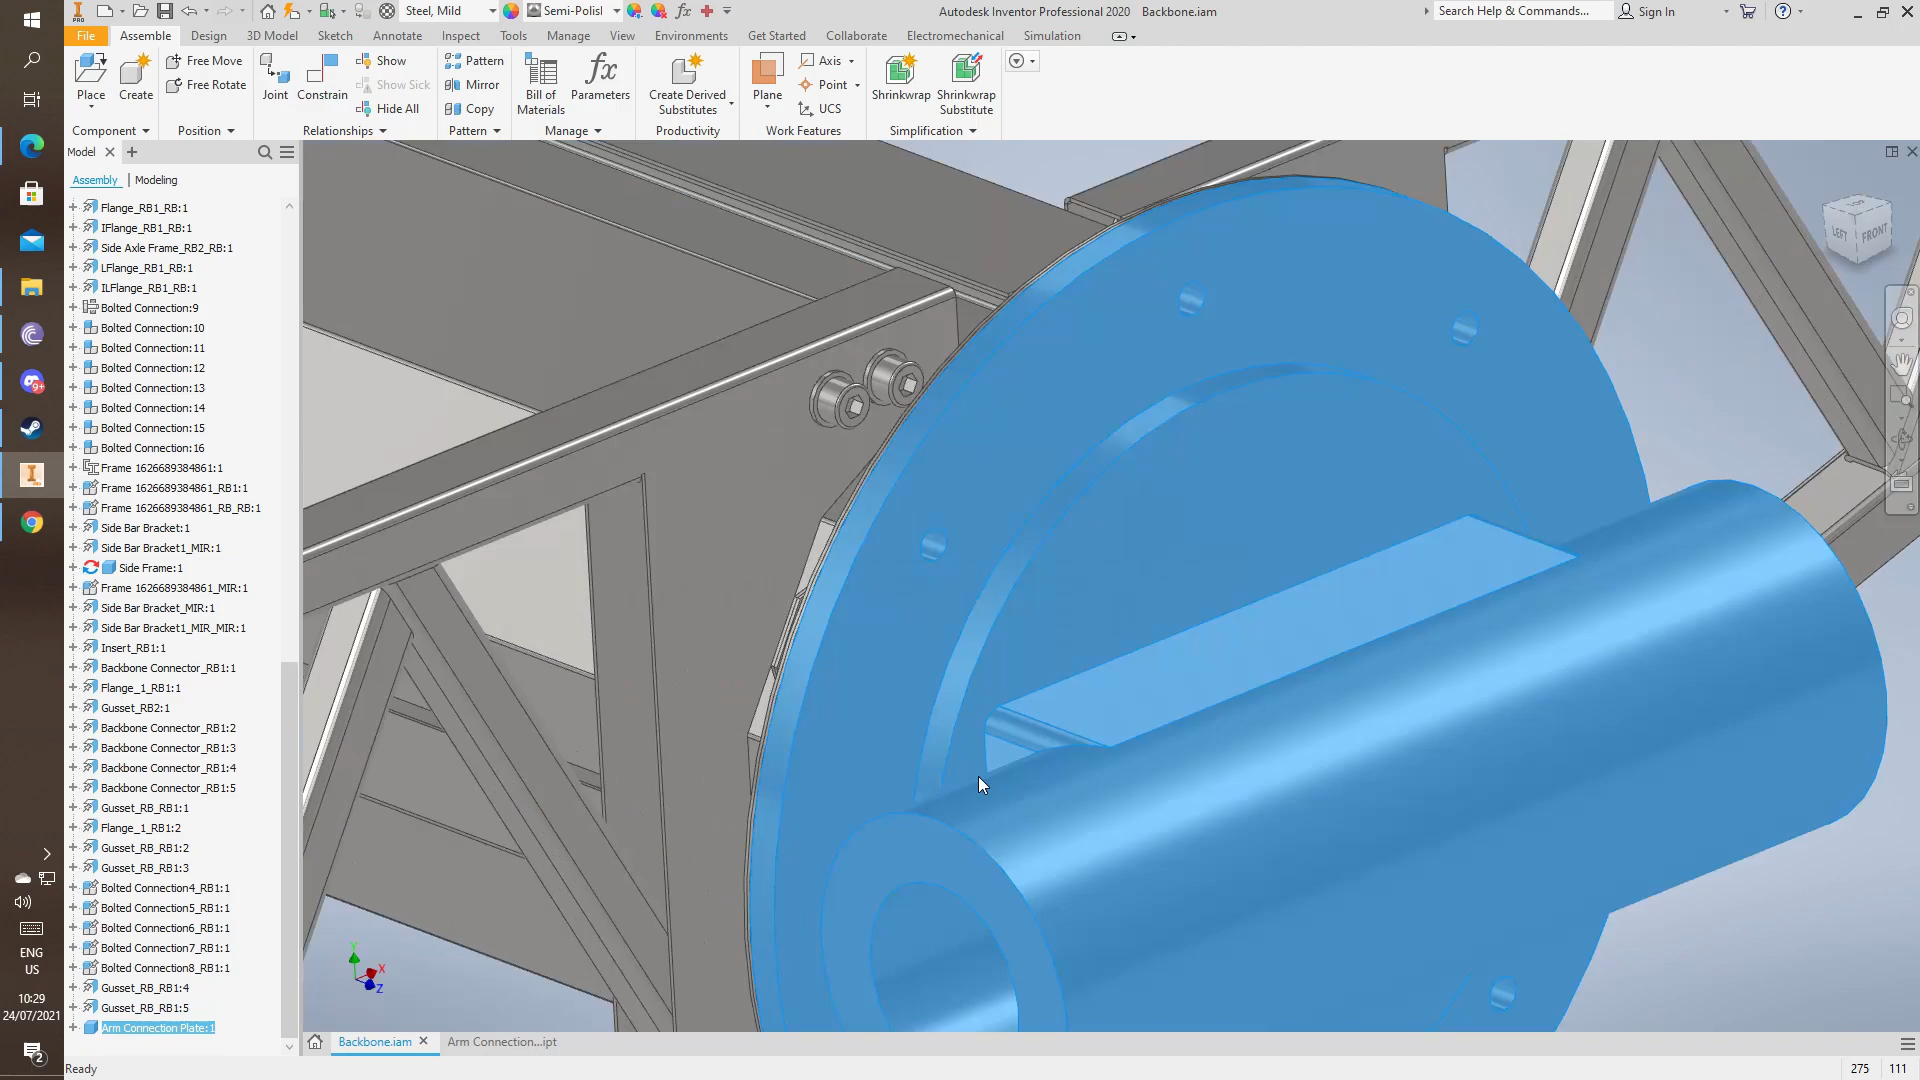 Steel, Mild
Semi-Polisl
Autodesk Inventor Professional 2020 Backbone.iam
Search Help & Commands...
Sign In
File
Assemble
Design
3D Model
Sketch
Annotate
Inspect
Tools
Manage
View
Environments
Get Started
Collaborate
Electromechanical
Simulation
Place
Create
Free Move
Free Rotate
Joint
Constrain
Show
Show Sick
Hide All
Pattern
Mirror
Copy
Bill of
Materials
Parameters
Create Derived
Substitutes
Plane
Axis
Point
UCS
Shrinkwrap
Shrinkwrap
Substitute
Component
Position
Relationships
Pattern
Manage
Productivity
Work Features
Simplification
Model
Assembly
Modeling
Flange_RB1_RB:1
IFlange_RB1_RB:1
Side Axle Frame_RB2_RB:1
LFlange_RB1_RB:1
ILFlange_RB1_RB:1
Bolted Connection:9
Bolted Connection:10
Bolted Connection:11
Bolted Connection:12
Bolted Connection:13
Bolted Connection:14
Bolted Connection:15
Bolted Connection:16
Frame 1626689384861:1
Frame 1626689384861_RB1:1
Frame 1626689384861_RB_RB:1
Side Bar Bracket:1
Side Bar Bracket1_MIR:1
Side Frame:1
Frame 1626689384861_MIR:1
Side Bar Bracket_MIR:1
Side Bar Bracket1_MIR_MIR:1
Insert_RB1:1
Backbone Connector_RB1:1
Flange_1_RB1:1
Gusset_RB2:1
Backbone Connector_RB1:2
Backbone Connector_RB1:3
Backbone Connector_RB1:4
Backbone Connector_RB1:5
Gusset_RB_RB1:1
Flange_1_RB1:2
Gusset_RB_RB1:2
Gusset_RB_RB1:3
Bolted Connection4_RB1:1
Bolted Connection5_RB1:1
Bolted Connection6_RB1:1
Bolted Connection7_RB1:1
Bolted Connection8_RB1:1
Gusset_RB_RB1:4
Gusset_RB_RB1:5
Arm Connection Plate:1
LEFT
FRONT
Y
X
Z
9+
ENG
US
10:29
24/07/2021
2
Backbone.iam
Arm Connection...ipt
Ready
275
111